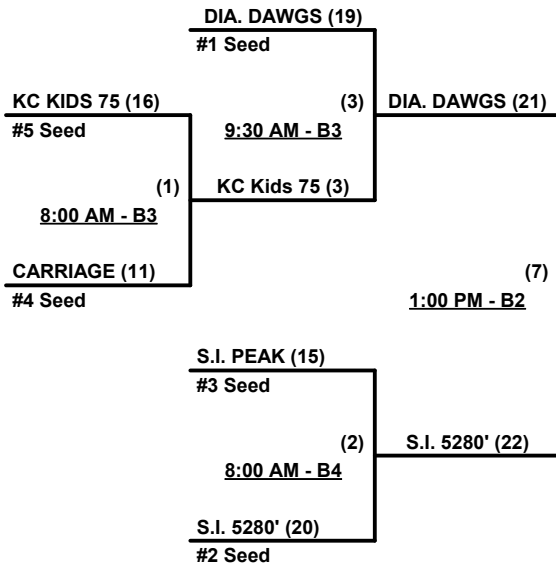 DIA. DAWGS (19)
#1 Seed
KC KIDS 75 (16)
#5 Seed
(3)
9:30 AM - B3
DIA. DAWGS (21)
(1)
8:00 AM - B3
KC Kids 75 (3)
CARRIAGE (11)
#4 Seed
(7)
1:00 PM - B2
S.I. PEAK (15)
#3 Seed
(2)
8:00 AM - B4
S.I. 5280' (22)
S.I. 5280' (20)
#2 Seed